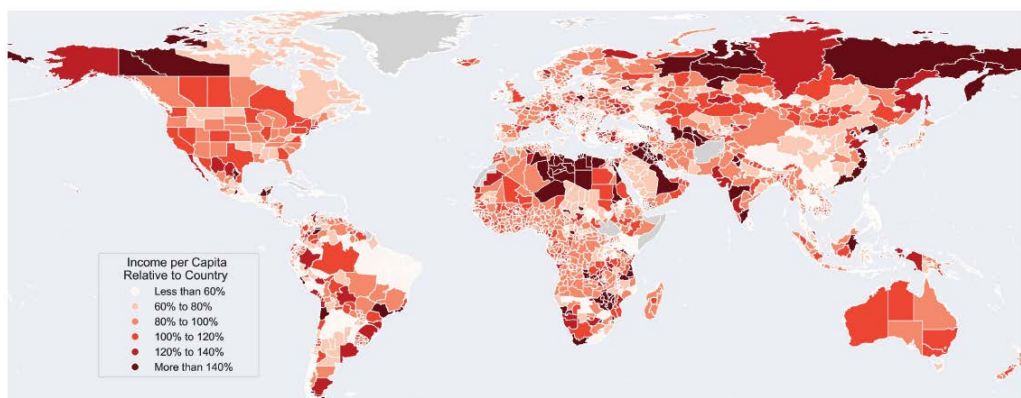 Income per Capita
Relative to Country
Less than 60%
60% to 80%
80% to 100%
100% to 120%
120% to 140%
More than 140%